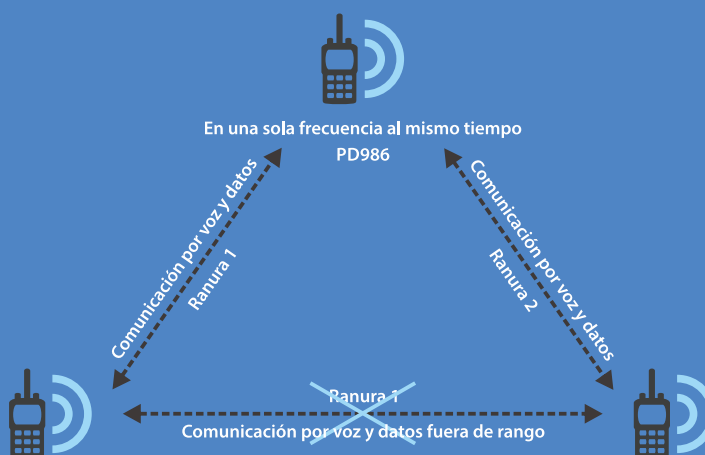 En una sola frecuencia al mismo tiempo
PD986
Comunicación por voz y datos
Ranura 1
Comunicación por voz y datos
Ranura 2
Ranura 1
Comunicación por voz y datos fuera de rango